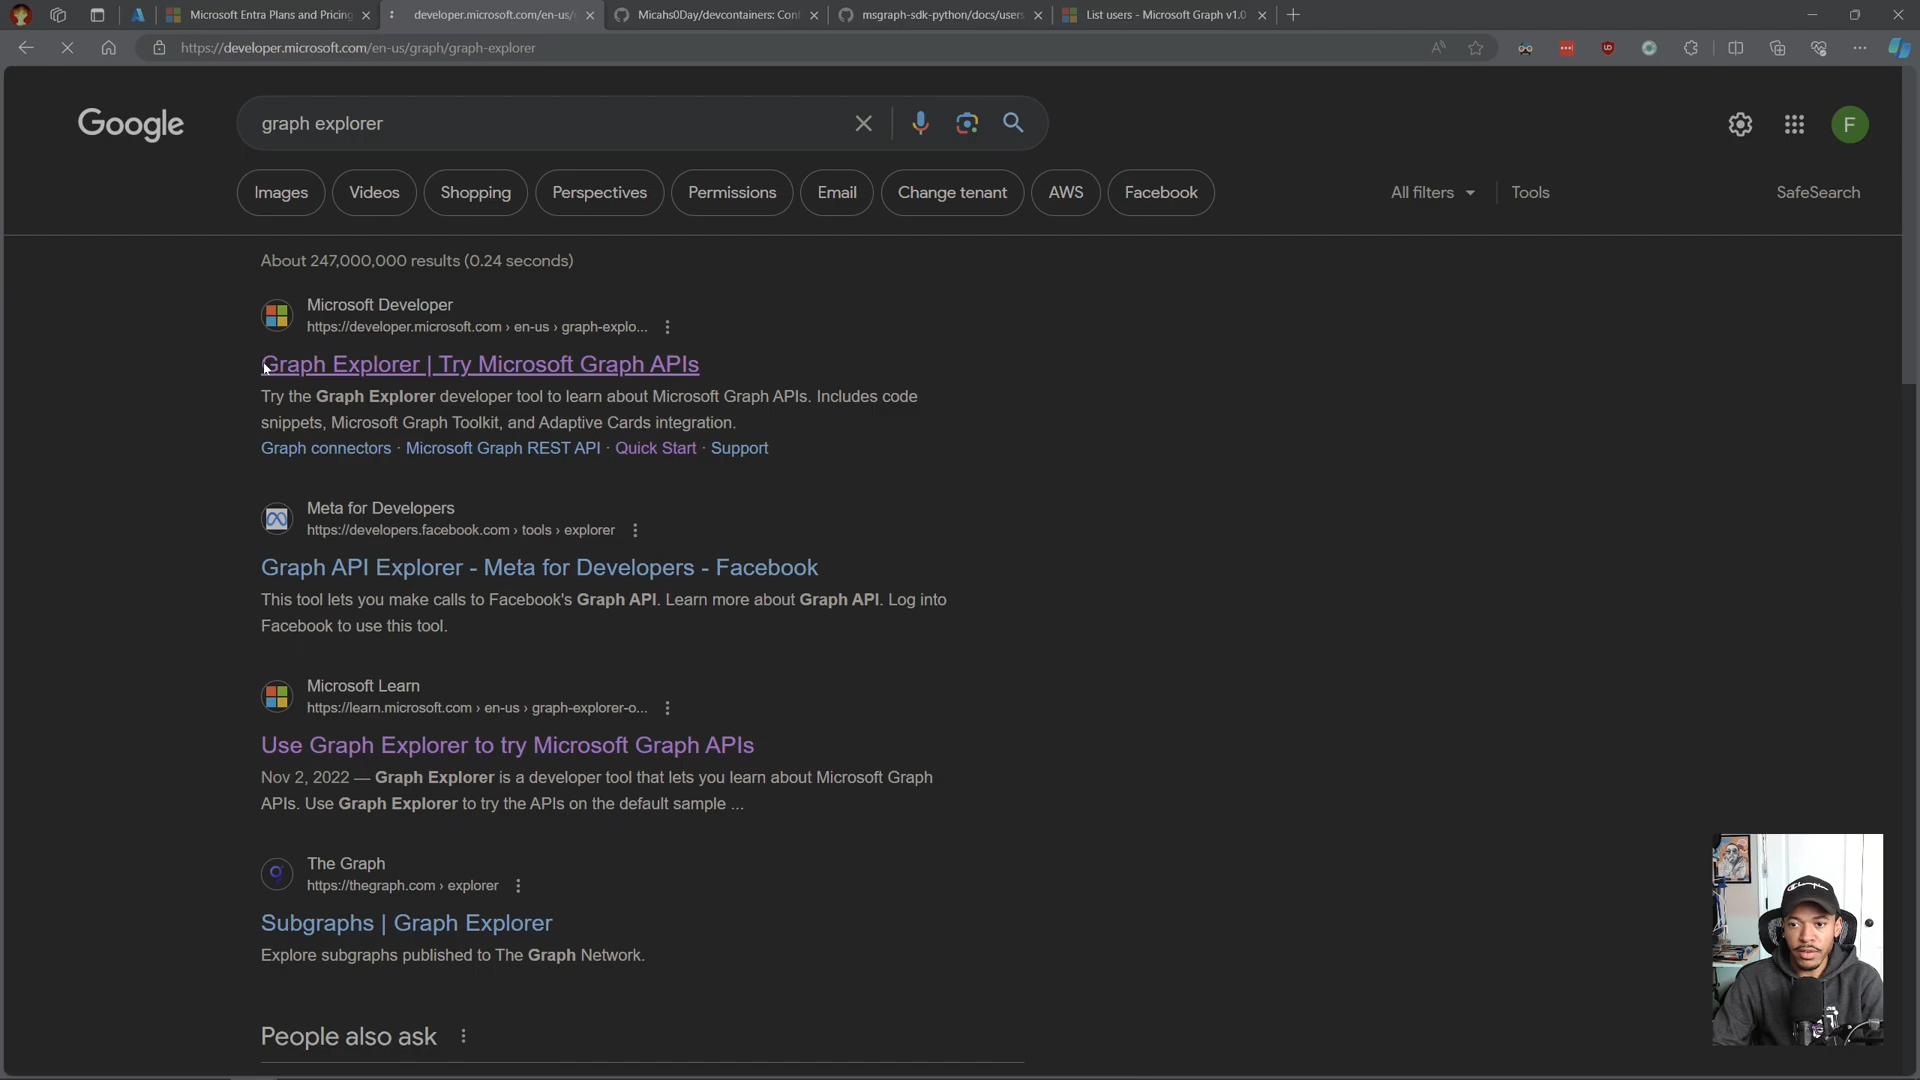 Microsoft Entra Plans and Pricing
developer.microsoft.com/en-us/
Micahs0Day/devcontainers: Con
msgraph-sdk-python/docs/users
List users - Microsoft Graph v1.0
https://developer.microsoft.com/en-us/graph/graph-explorer
Google
graph explorer
F
Images
Videos
Shopping
Perspectives
Permissions
Email
Change tenant
AWS
Facebook
All filters
Tools
SafeSearch
About 247,000,000 results (0.24 seconds)
Microsoft Developer
https://developer.microsoft.com › en-us › graph-explo...
Graph Explorer | Try Microsoft Graph APIs
Try the Graph Explorer developer tool to learn about Microsoft Graph APIs. Includes code
snippets, Microsoft Graph Toolkit, and Adaptive Cards integration.
Graph connectors · Microsoft Graph REST API · Quick Start · Support
Meta for Developers
https://developers.facebook.com › tools › explorer
Graph API Explorer - Meta for Developers - Facebook
This tool lets you make calls to Facebook's Graph API. Learn more about Graph API. Log into
Facebook to use this tool.
Microsoft Learn
https://learn.microsoft.com › en-us › graph-explorer-o...
Use Graph Explorer to try Microsoft Graph APIs
Nov 2, 2022 — Graph Explorer is a developer tool that lets you learn about Microsoft Graph
APIs. Use Graph Explorer to try the APIs on the default sample ...
The Graph
https://thegraph.com › explorer
Subgraphs | Graph Explorer
Explore subgraphs published to The Graph Network.
People also ask